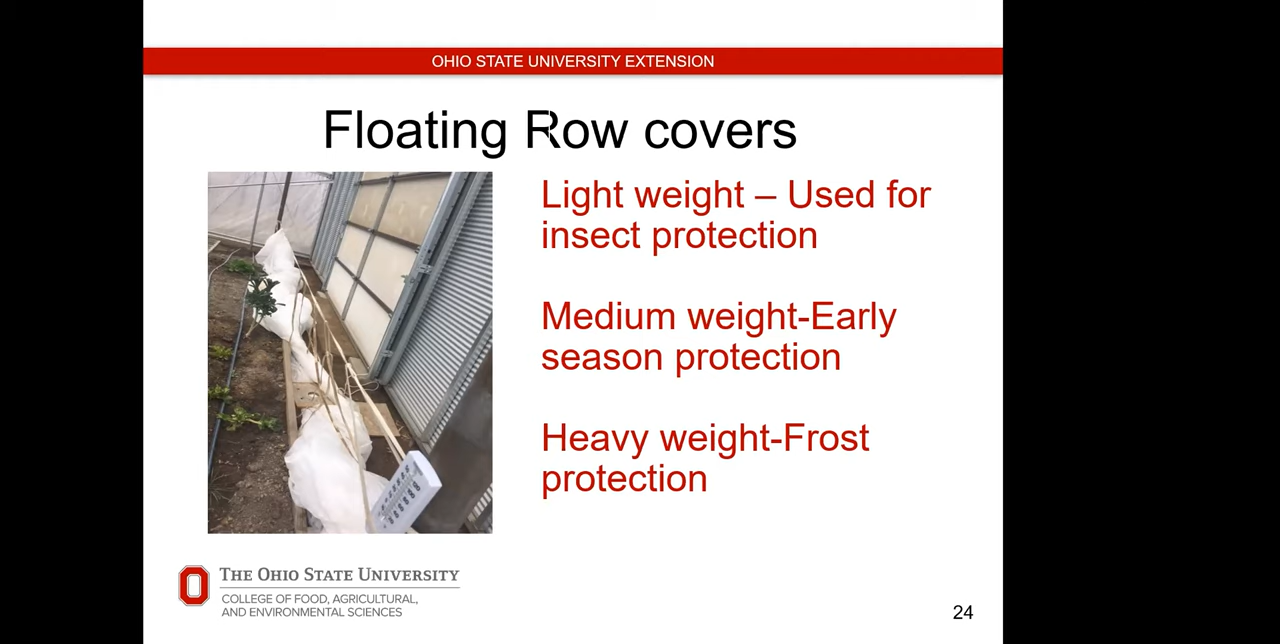 OHIO STATE UNIVERSITY EXTENSION
Floating Row covers
Light weight – Used for
insect protection
Medium weight-Early
season protection
Heavy weight-Frost
protection
THE OHIO STATE UNIVERSITY
COLLEGE OF FOOD, AGRICULTURAL,
AND ENVIRONMENTAL SCIENCES
24